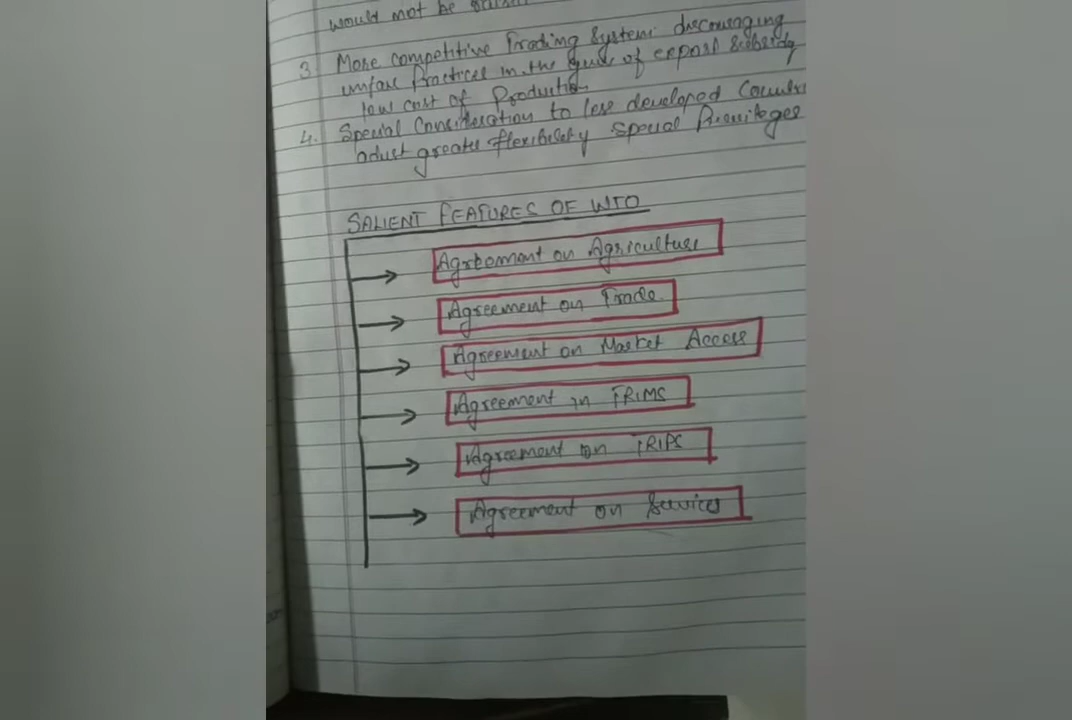 would not be
3. More competitive Trading System: discouraging
unfair Practices in the guise of export subsidy
low cost of Production
4. Special Consideration to less developed Countri
adust greater flexibility special Privileges
SALIENT FEATURES OF WTO
Agreement on Agriculture
Agreement on Trade
Agreement on Market Access
Agreement in TRIMS
Agreement on TRIPS
Agreement on Services